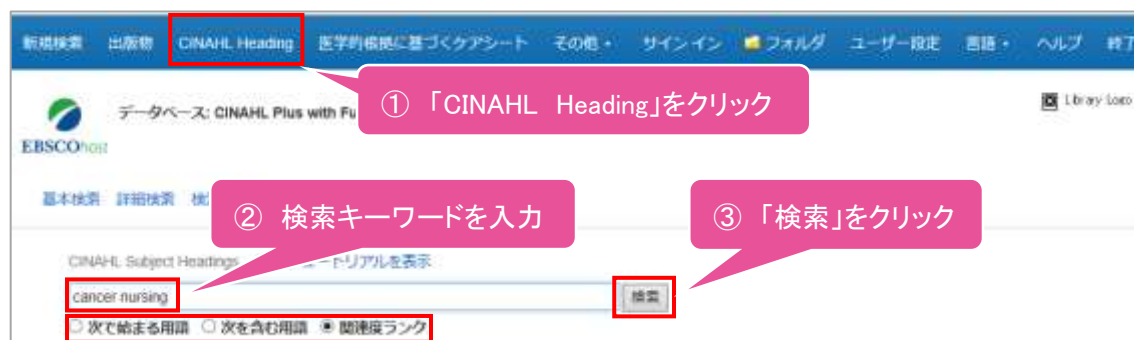 新規検索 出版物 CINAHL Heading 医学的根拠に基づくケアシート その他 サインイン フォルダ ユーザー設定 言語 ヘルプ 終了
① 「CINAHL Heading」をクリック
データベース: CINAHL Plus with Fu
Library Logo
EBSCOhost
基本検索 詳細検索
② 検索キーワードを入力
③ 「検索」をクリック
CINAHL Subject Headings ートリアルを表示
cancer nursing 検索
次で始まる用語 次を含む用語 関連度ランク